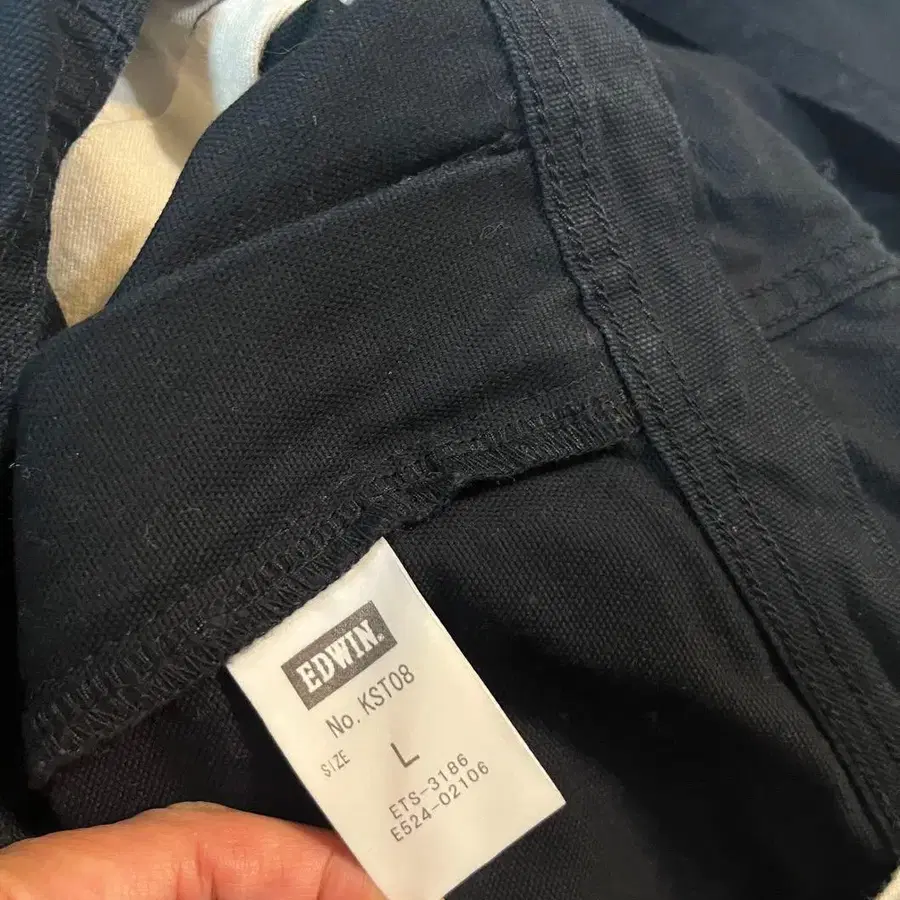 EDWIN®
No. KST08
SIZE L
ETS-3186
E524-02106